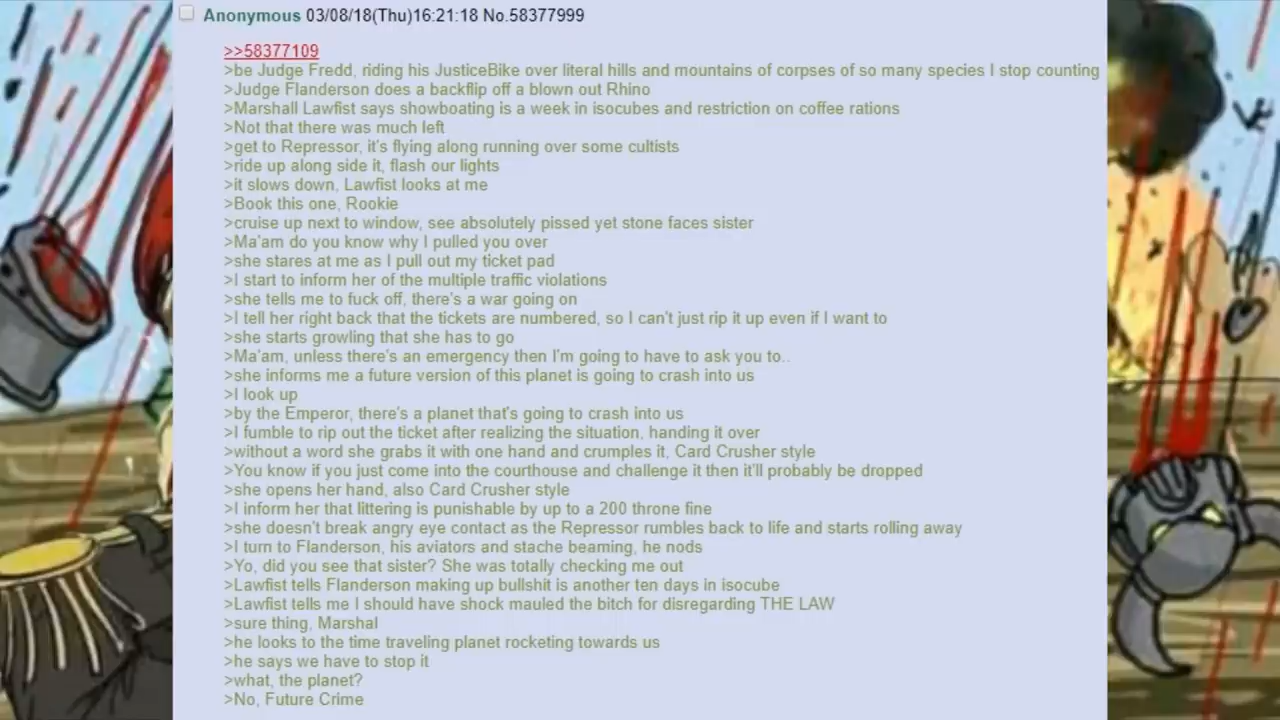 Anonymous 03/08/18(Thu)16:21:18 No.58377999
>>58377109
>be Judge Fredd, riding his JusticeBike over literal hills and mountains of corpses of so many species I stop counting
>Judge Flanderson does a backflip off a blown out Rhino
>Marshall Lawfist says showboating is a week in isocubes and restriction on coffee rations
>Not that there was much left
>get to Repressor, it's flying along running over some cultists
>ride up along side it, flash our lights
>it slows down, Lawfist looks at me
>Book this one, Rookie
>cruise up next to window, see absolutely pissed yet stone faces sister
>Ma'am do you know why I pulled you over
>she stares at me as I pull out my ticket pad
>I start to inform her of the multiple traffic violations
>she tells me to fuck off, there's a war going on
>I tell her right back that the tickets are numbered, so I can't just rip it up even if I want to
>she starts growling that she has to go
>Ma'am, unless there's an emergency then I'm going to have to ask you to..
>she informs me a future version of this planet is going to crash into us
>I look up
>by the Emperor, there's a planet that's going to crash into us
>I fumble to rip out the ticket after realizing the situation, handing it over
>without a word she grabs it with one hand and crumples it, Card Crusher style
>You know if you just come into the courthouse and challenge it then it'll probably be dropped
>she opens her hand, also Card Crusher style
>I inform her that littering is punishable by up to a 200 throne fine
>she doesn't break angry eye contact as the Repressor rumbles back to life and starts rolling away
>I turn to Flanderson, his aviators and stache beaming, he nods
>Yo, did you see that sister? She was totally checking me out
>Lawfist tells Flanderson making up bullshit is another ten days in isocube
>Lawfist tells me I should have shock mauled the bitch for disregarding THE LAW
>sure thing, Marshal
>he looks to the time traveling planet rocketing towards us
>he says we have to stop it
>what, the planet?
>No, Future Crime